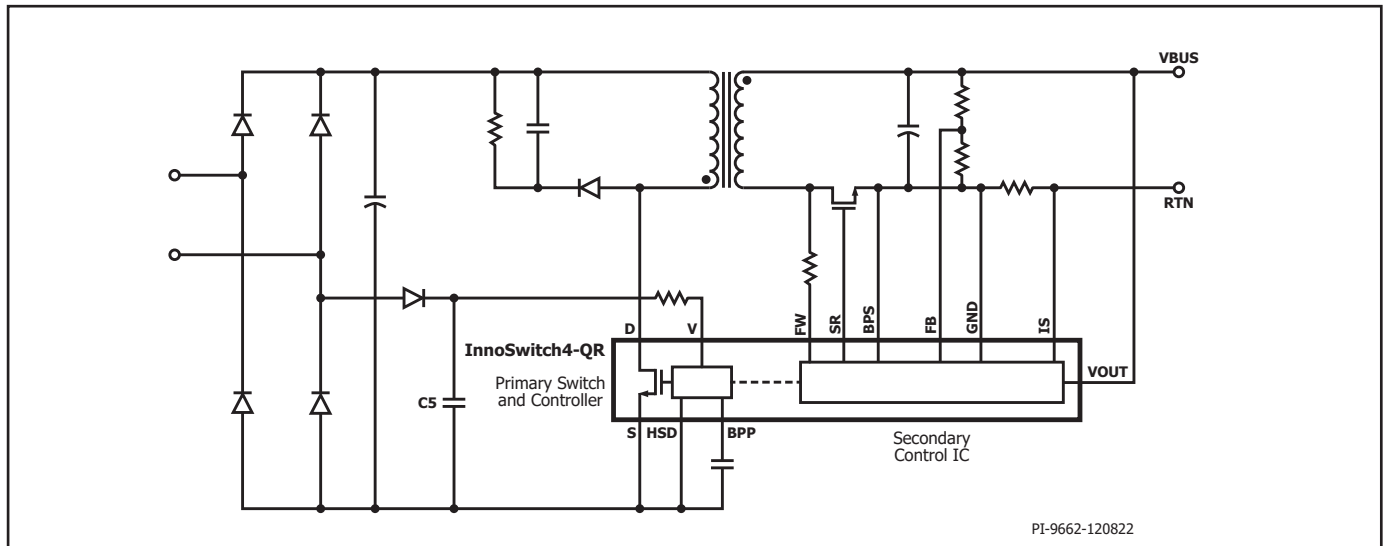 VBUS
RTN
D
V
FW
SR
BPS
FB
GND
IS
InnoSwitch4-QR
VOUT
Primary Switch
and Controller
C5
S
HSD
BPP
Secondary
Control IC
PI-9662-120822